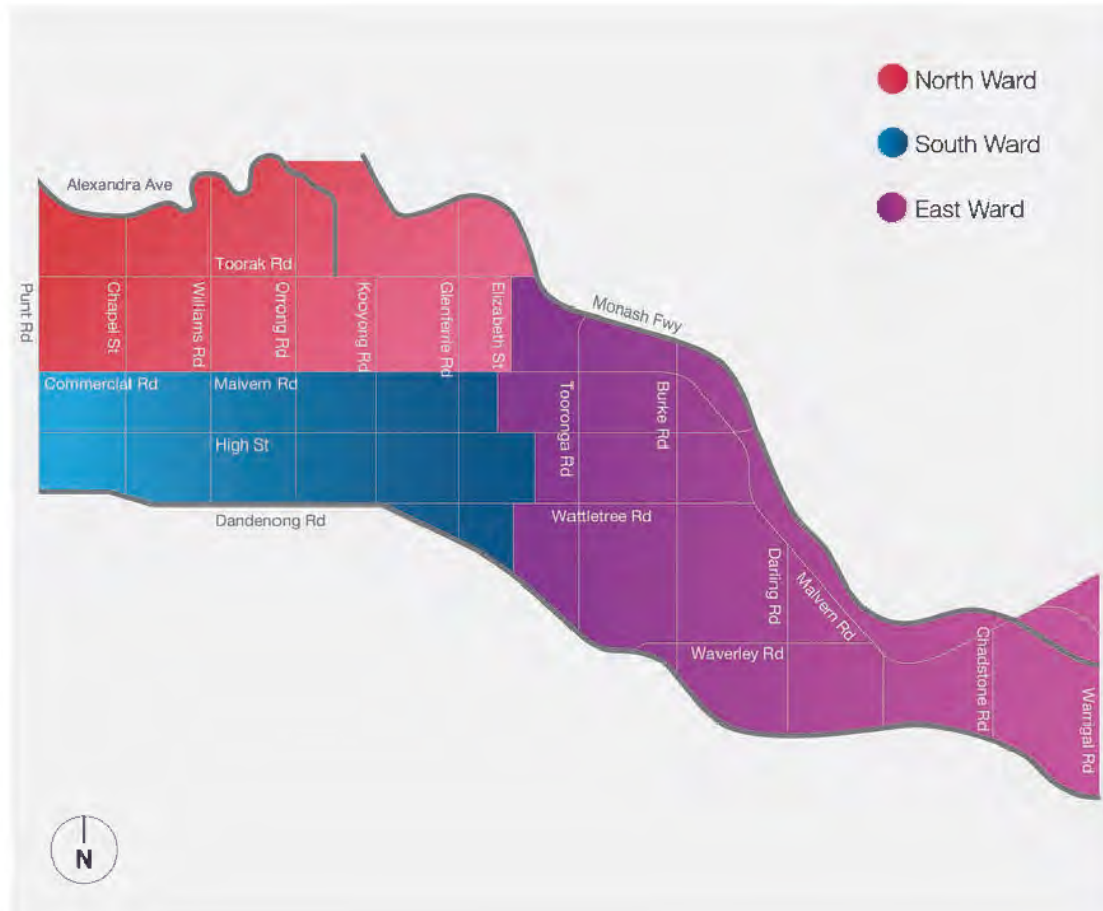 North Ward
South Ward
East Ward
Alexandra Ave
Toorak Rd
Punt Rd
Chapel St
Williams Rd
Orrong Rd
Kooyong Rd
Glenferrie Rd
Elizabeth St
Monash Fwy
Commercial Rd
Malvern Rd
Tooronga Rd
Burke Rd
High St
Dandenong Rd
Wattletree Rd
Darling Rd
Malvern Rd
Waverley Rd
Chadstone Rd
Warrigal Rd
N